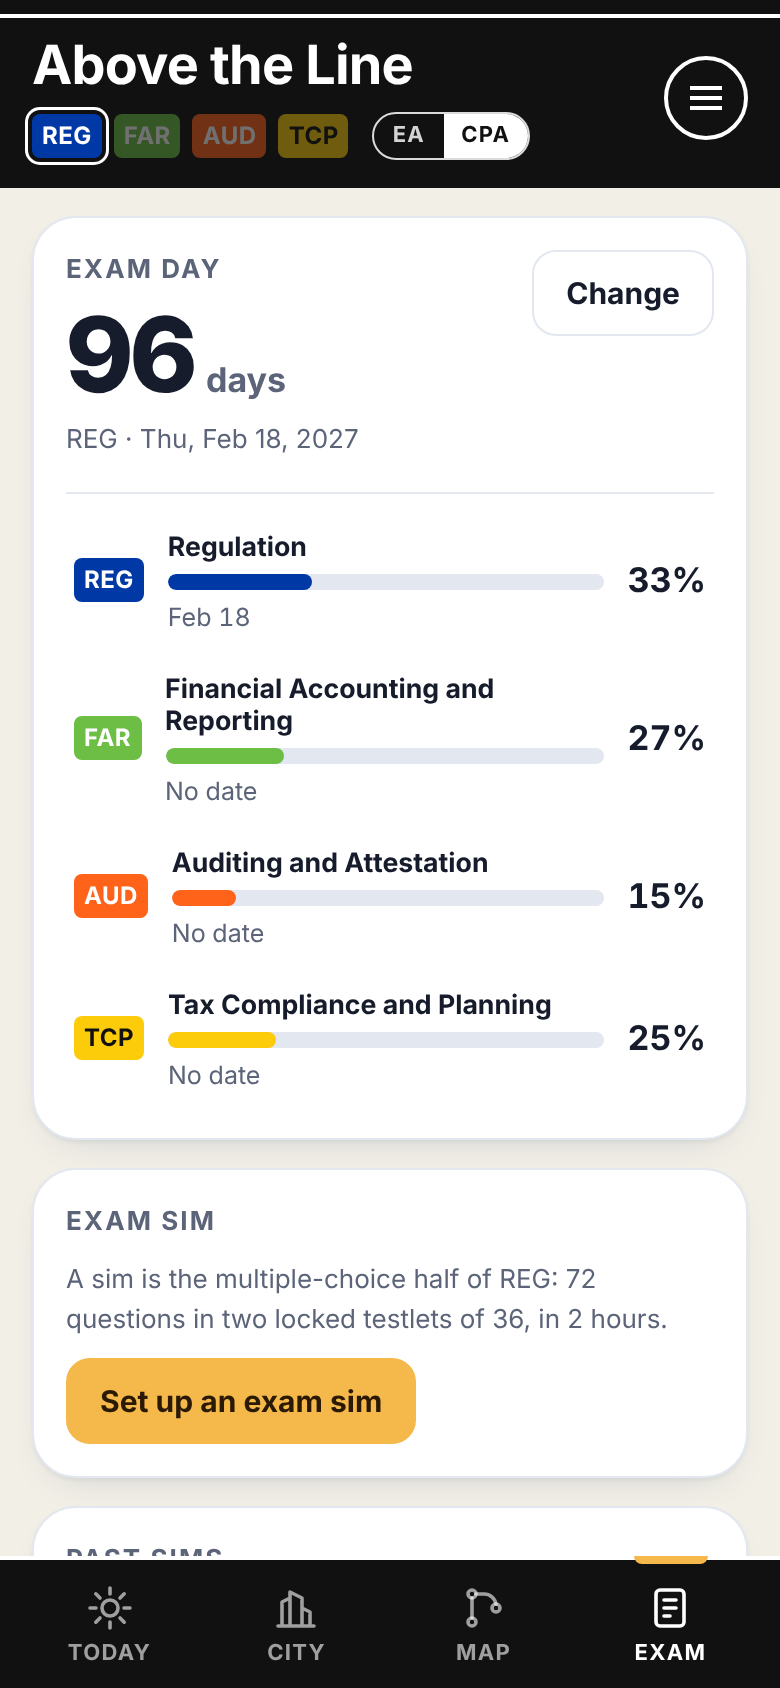 Above the Line
REG FAR AUD TCP EA CPA
EXAM DAY
Change
96 days
REG · Thu, Feb 18, 2027
Regulation
REG
33%
Feb 18
Financial Accounting and
Reporting
FAR
27%
No date
Auditing and Attestation
AUD
15%
No date
Tax Compliance and Planning
TCP
25%
No date
EXAM SIM
A sim is the multiple-choice half of REG: 72
questions in two locked testlets of 36, in 2 hours.
Set up an exam sim
PAST SIMS
TODAY CITY MAP EXAM